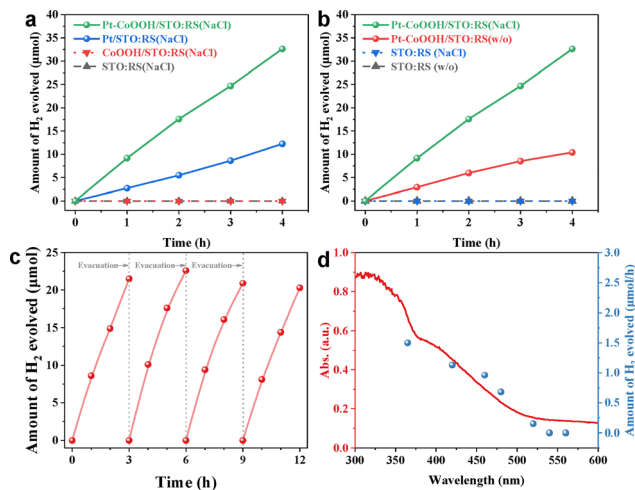 a
Pt-CoOOH/STO:RS(NaCl)
Pt/STO:RS(NaCl)
CoOOH/STO:RS(NaCl)
STO:RS(NaCl)
Amount of H2 evolved (μmol)
40
35
30
25
20
15
10
5
0
0 1 2 3 4
Time (h)
b
Pt-CoOOH/STO:RS(NaCl)
Pt-CoOOH/STO:RS(w/o)
STO:RS (NaCl)
STO:RS (w/o)
Amount of H2 evolved (μmol)
40
35
30
25
20
15
10
5
0
0 1 2 3 4
Time (h)
c
Evacuation Evacuation Evacuation
Amount of H2 evolved (μmol)
25
20
15
10
5
0
0 3 6 9 12
Time (h)
d
Abs. (a.u.)
1.0
0.8
0.6
0.4
0.2
0.0
300 350 400 450 500 550 600
Wavelength (nm)
3.0
2.5
2.0
1.5
1.0
0.5
0.0
Amount of H2 evolved (μmol/h)